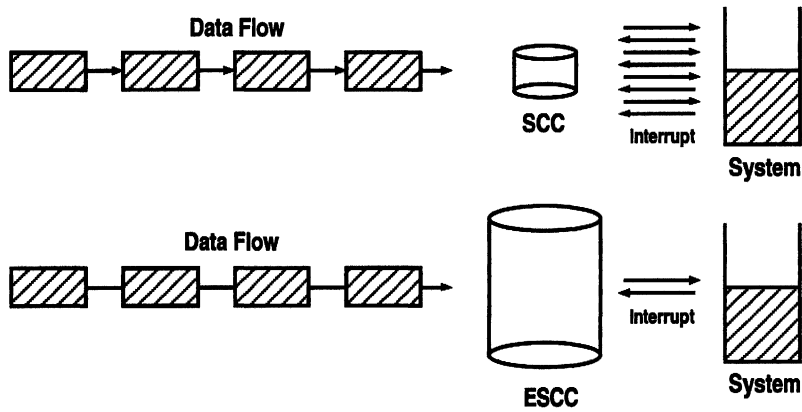 Data Flow
SCC
Interrupt
System
Data Flow
ESCC
Interrupt
System